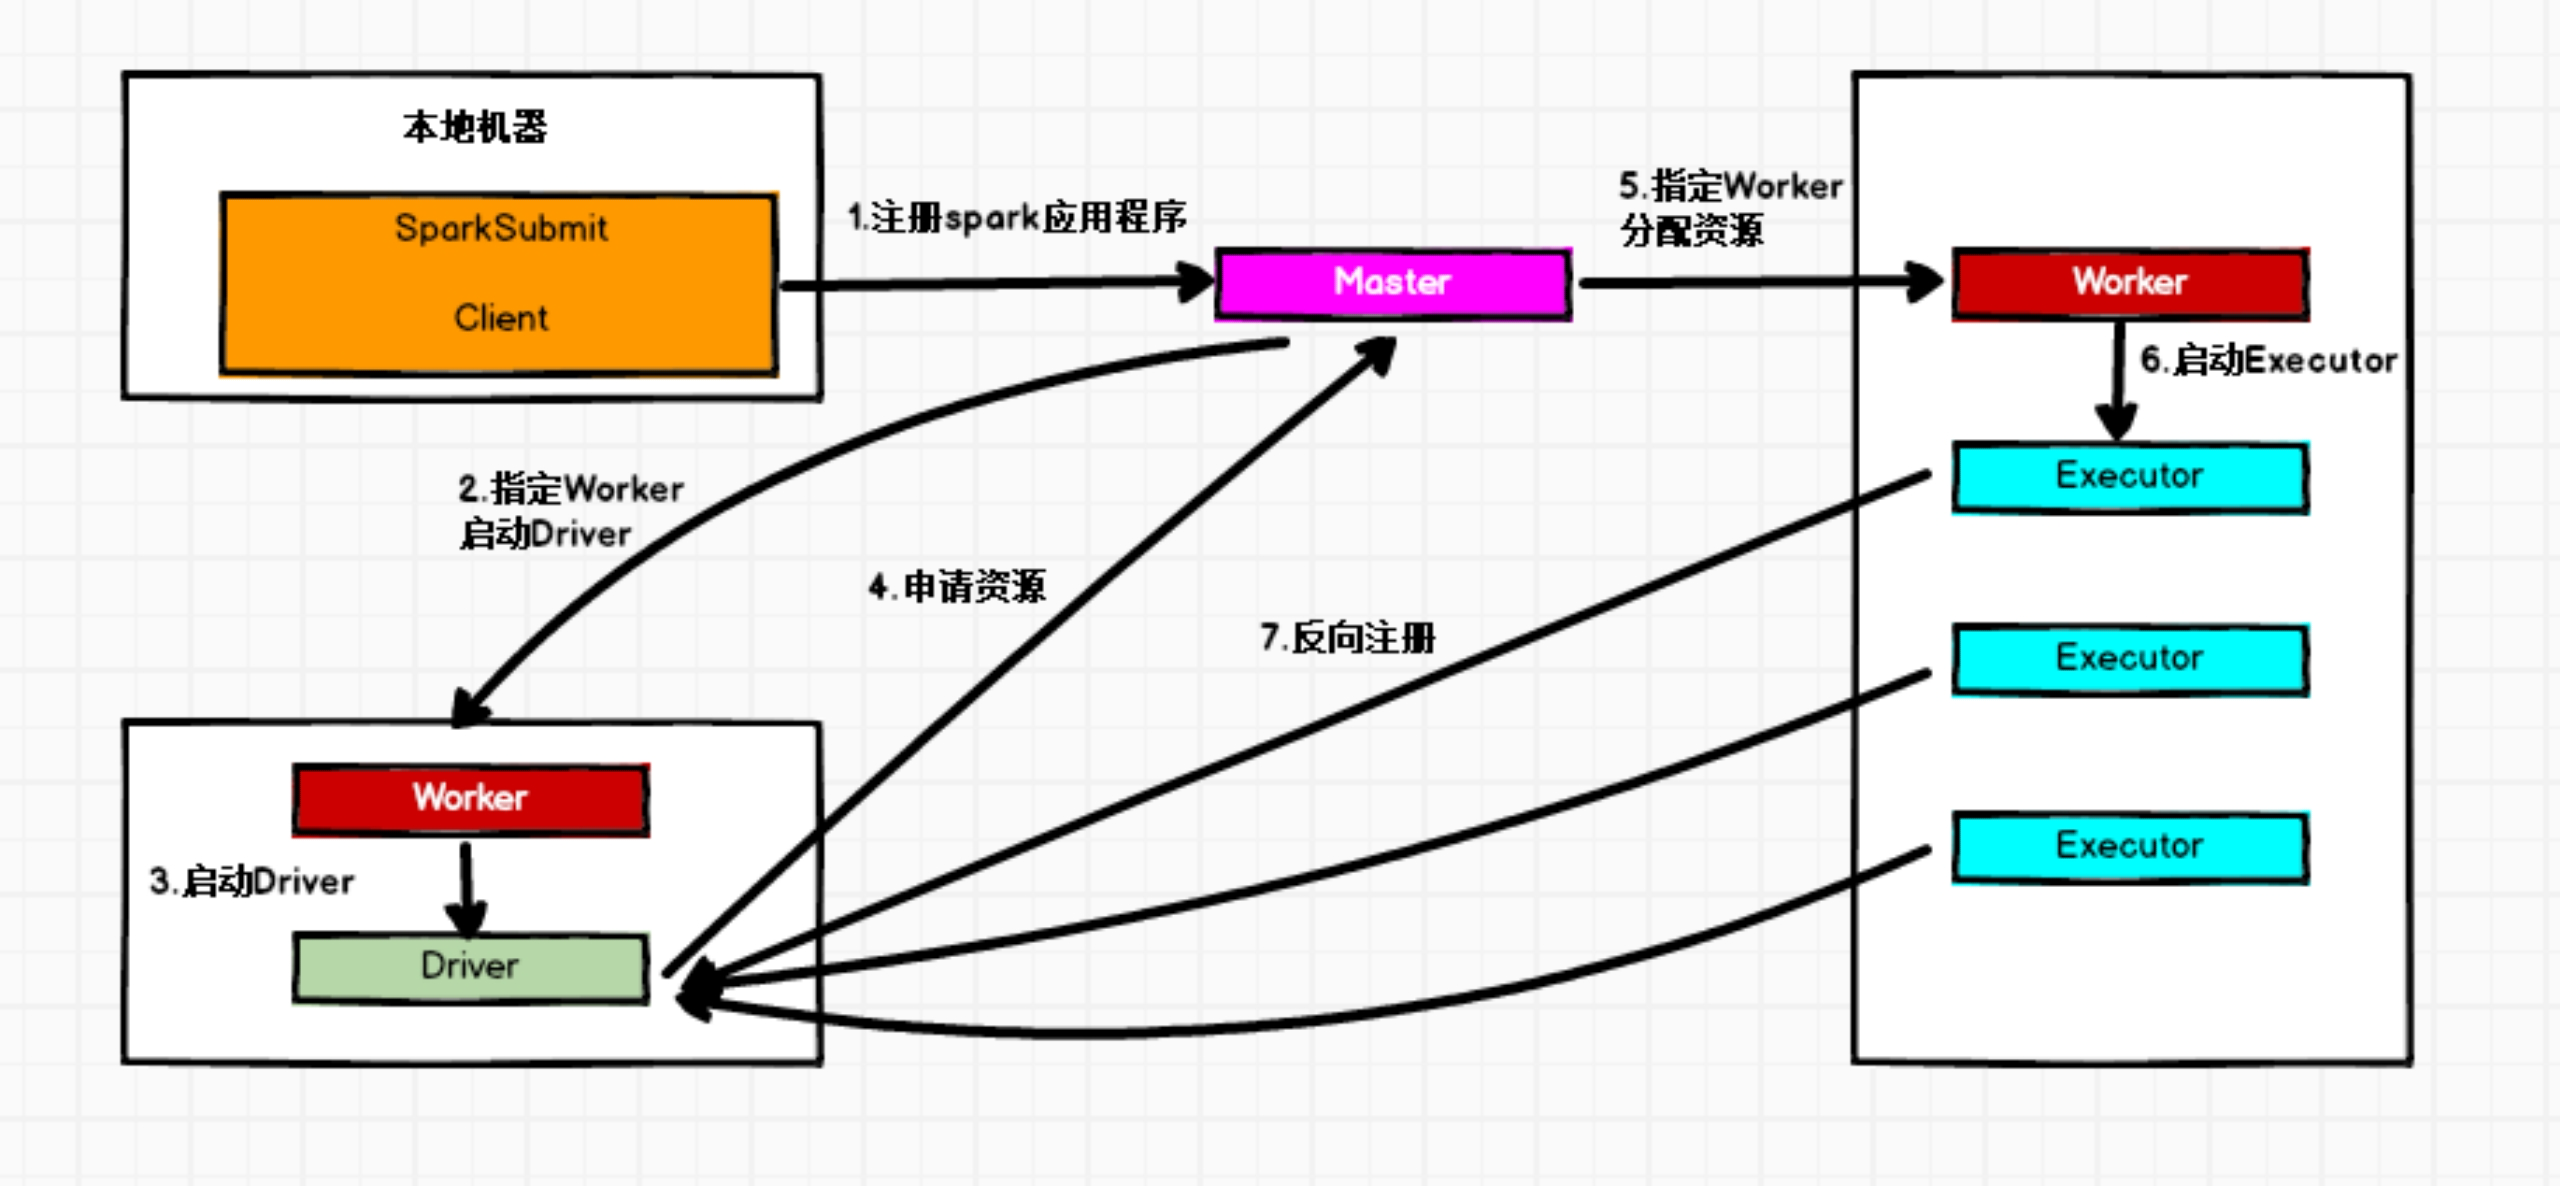 本地机器
SparkSubmit
Client
1.注册spark应用程序
Master
5.指定Worker
分配资源
Worker
6.启动Executor
Executor
2.指定Worker
启动Driver
4.申请资源
7.反向注册
Executor
Worker
3.启动Driver
Executor
Driver